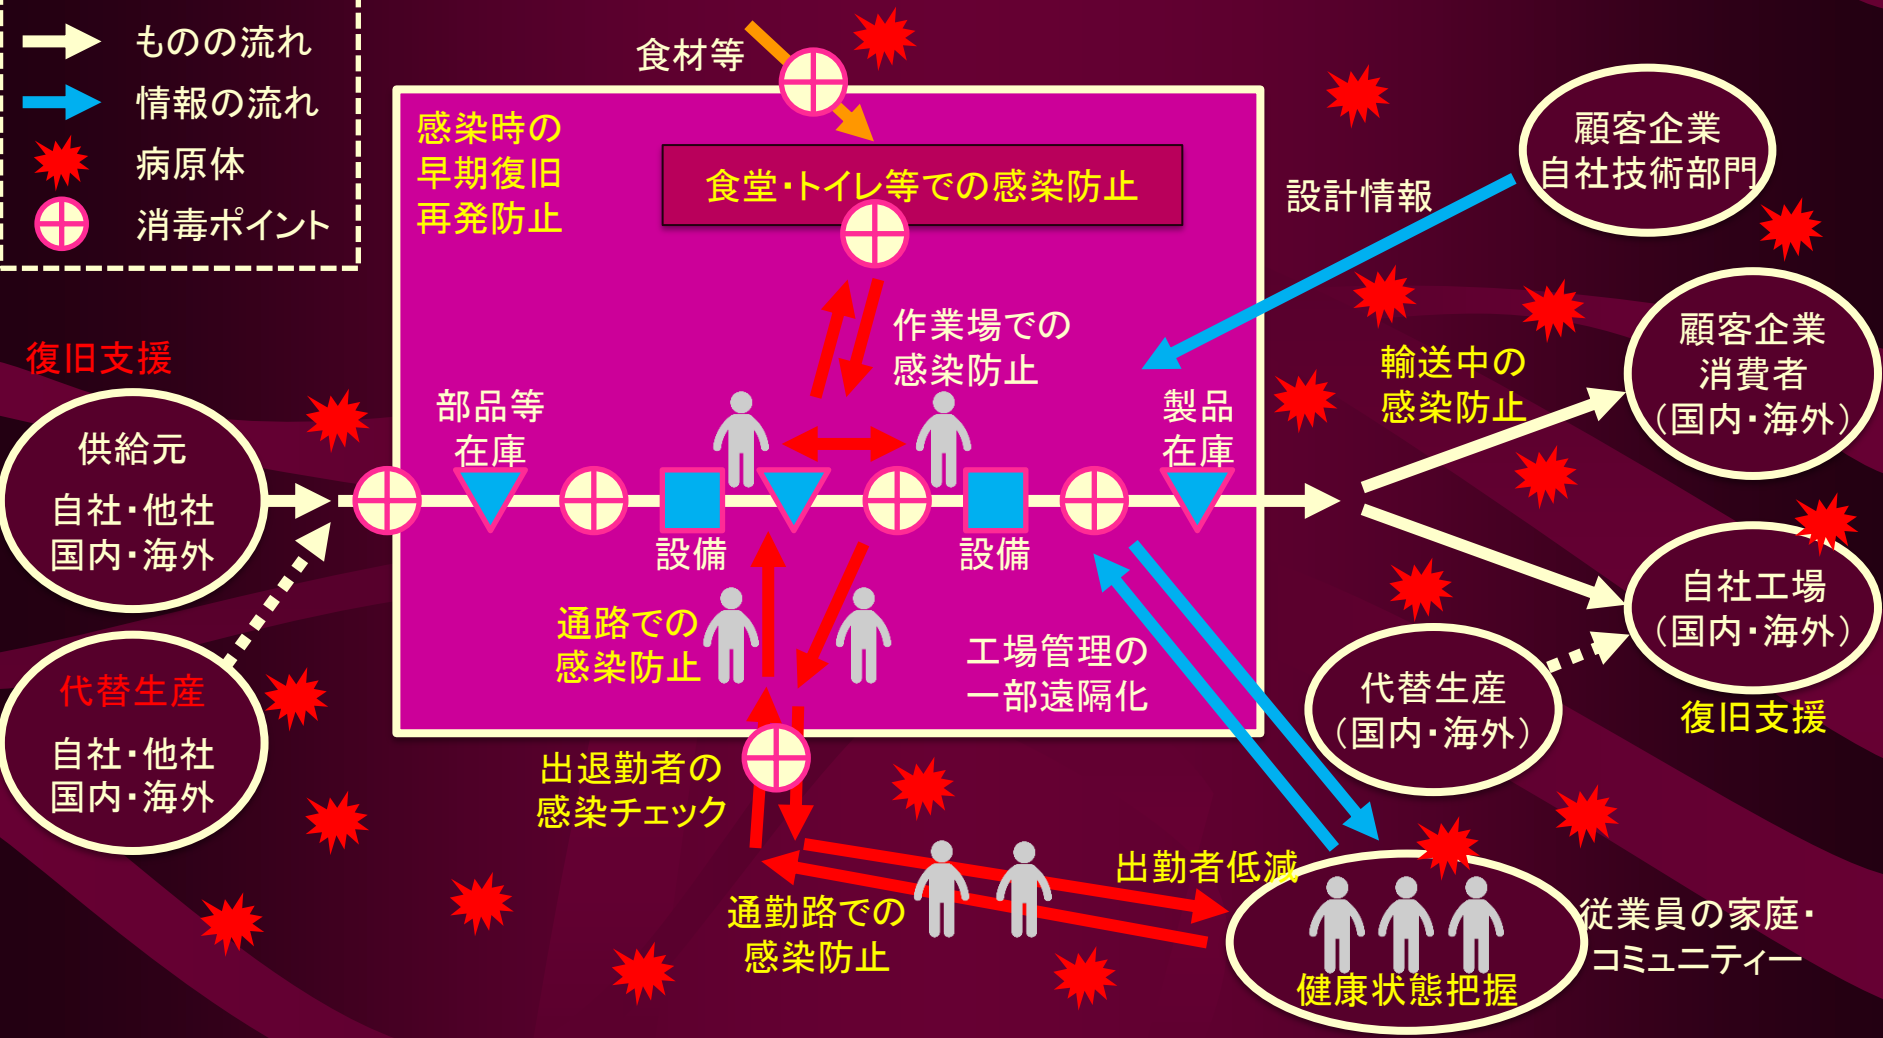 ものの流れ
情報の流れ
病原体
消毒ポイント
食材等
感染時の
早期復旧
再発防止
食堂・トイレ等での感染防止
設計情報
顧客企業
自社技術部門
作業場での
感染防止
復旧支援
供給元
自社・他社
国内・海外
部品等
在庫
製品
在庫
輸送中の
感染防止
顧客企業
消費者
（国内・海外）
設備
設備
通路での
感染防止
工場管理の
一部遠隔化
自社工場
（国内・海外）
代替生産
（国内・海外）
復旧支援
代替生産
自社・他社
国内・海外
出退勤者の
感染チェック
通勤路での
感染防止
出勤者低減
健康状態把握
従業員の家庭・
コミュニティー